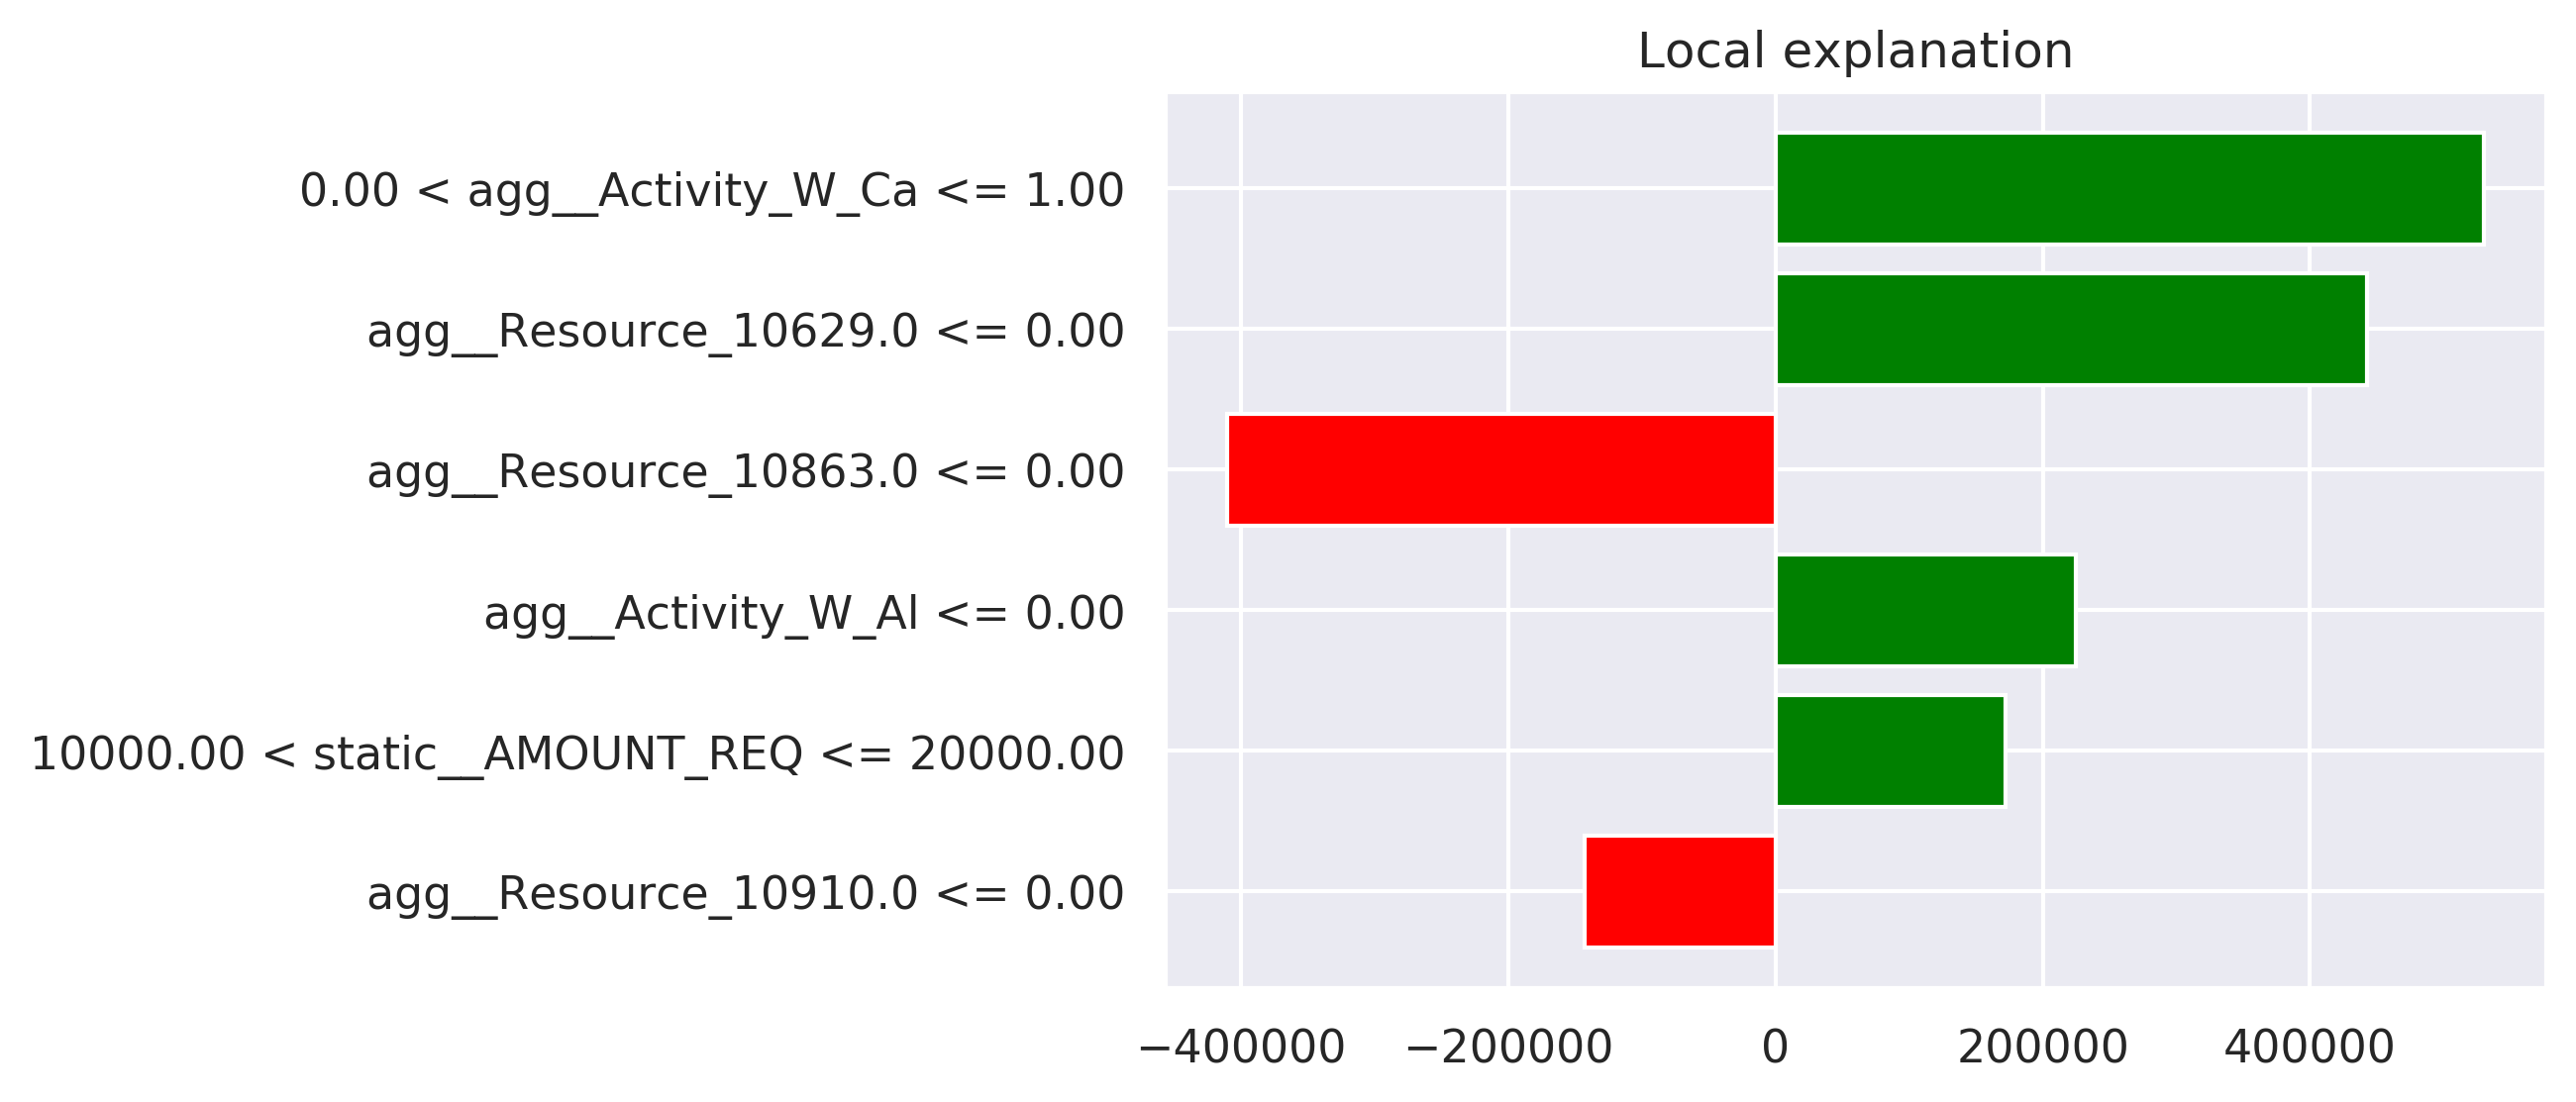 Local explanation
0.00 < agg__Activity_W_Ca <= 1.00
agg__Resource_10629.0 <= 0.00
agg__Resource_10863.0 <= 0.00
agg__Activity_W_Al <= 0.00
10000.00 < static__AMOUNT_REQ <= 20000.00
agg__Resource_10910.0 <= 0.00
−400000 −200000 0 200000 400000